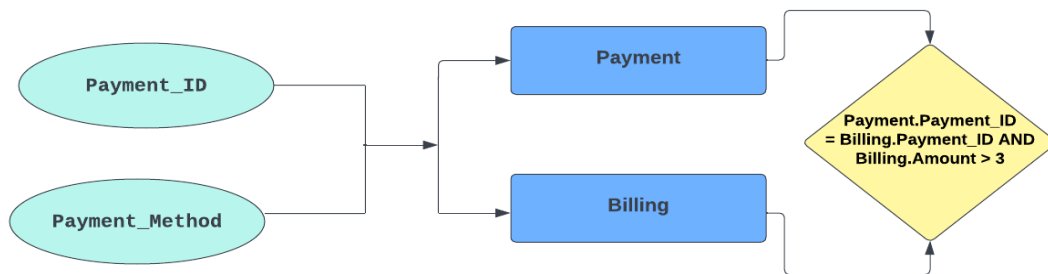 Payment_ID
Payment_Method
Payment
Billing
Payment.Payment_ID
= Billing.Payment_ID AND
Billing.Amount > 3